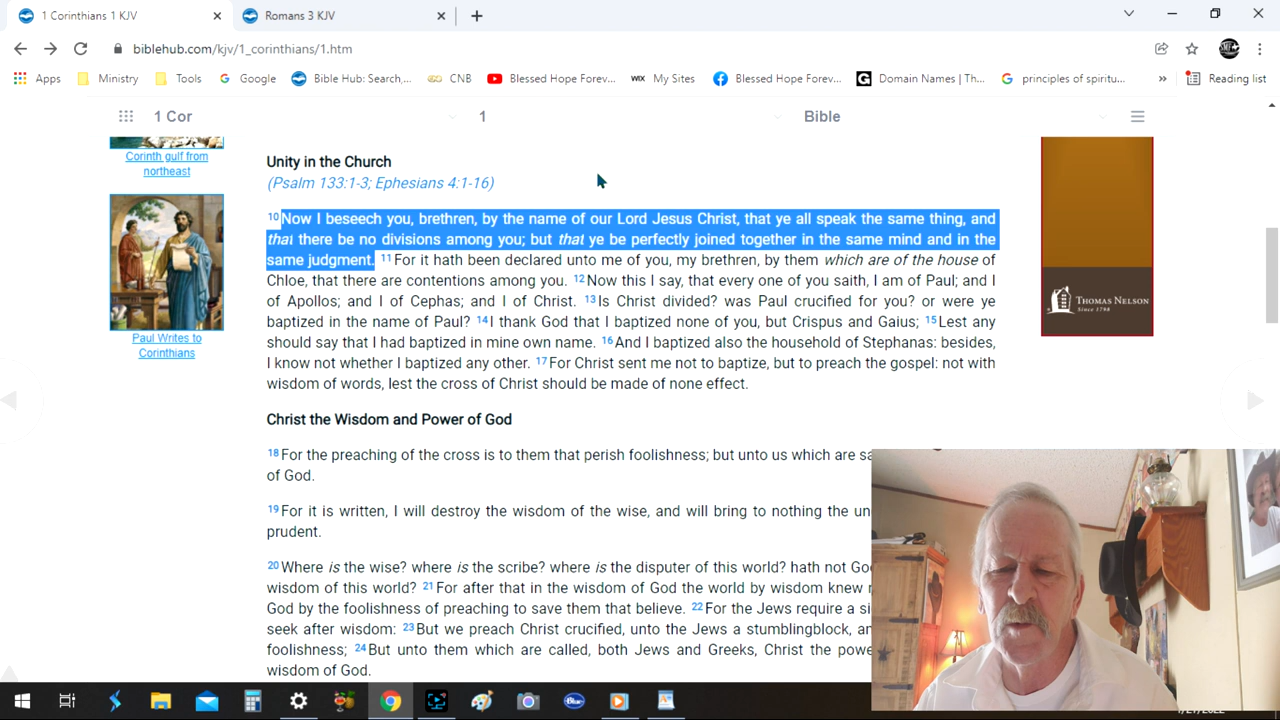 1 Corinthians 1 KJV
Romans 3 KJV
biblehub.com/kjv/1_corinthians/1.htm
Apps Ministry Tools Google Bible Hub: Search,... CNB Blessed Hope Forev... WIX My Sites Blessed Hope Forev... Domain Names | Th... principles of spiritu... » Reading list
1 Cor 1 Bible
Corinth gulf from
northeast
Paul Writes to
Corinthians
Unity in the Church
(Psalm 133:1-3; Ephesians 4:1-16)
10Now I beseech you, brethren, by the name of our Lord Jesus Christ, that ye all speak the same thing, and
that there be no divisions among you; but that ye be perfectly joined together in the same mind and in the
same judgment. 11For it hath been declared unto me of you, my brethren, by them which are of the house of
Chloe, that there are contentions among you. 12Now this I say, that every one of you saith, I am of Paul; and I
of Apollos; and I of Cephas; and I of Christ. 13Is Christ divided? was Paul crucified for you? or were ye
baptized in the name of Paul? 14I thank God that I baptized none of you, but Crispus and Gaius; 15Lest any
should say that I had baptized in mine own name. 16And I baptized also the household of Stephanas: besides,
I know not whether I baptized any other. 17For Christ sent me not to baptize, but to preach the gospel: not with
wisdom of words, lest the cross of Christ should be made of none effect.
Christ the Wisdom and Power of God
18For the preaching of the cross is to them that perish foolishness; but unto us which are sa
of God.
19For it is written, I will destroy the wisdom of the wise, and will bring to nothing the un
prudent.
20Where is the wise? where is the scribe? where is the disputer of this world? hath not Go
wisdom of this world? 21For after that in the wisdom of God the world by wisdom knew
God by the foolishness of preaching to save them that believe. 22For the Jews require a si
seek after wisdom: 23But we preach Christ crucified, unto the Jews a stumblingblock, an
foolishness; 24But unto them which are called, both Jews and Greeks, Christ the powe
wisdom of God.
THOMAS NELSON
Since 1798
Blue